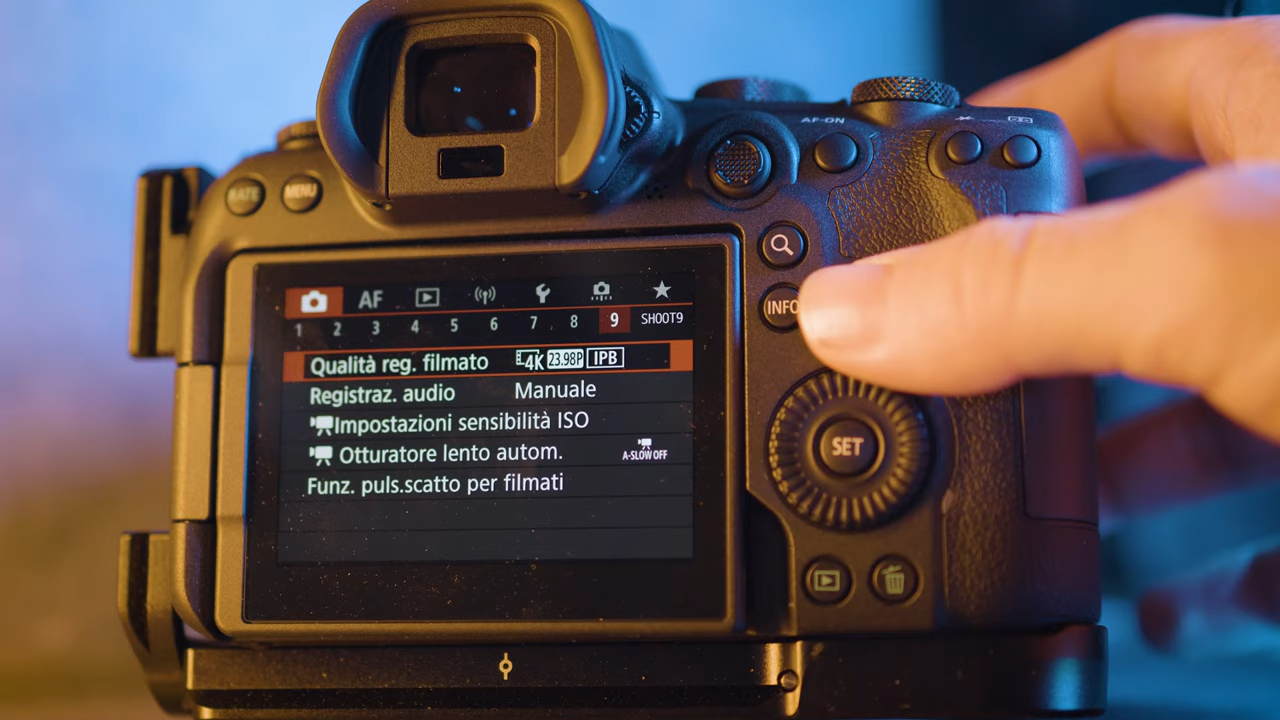 AF-ON
RATE MENU
INFO
AF
1 2 3 4 5 6 7 8 9 SHOOT9
Qualità reg. filmato 4K 23.98P IPB
Registraz. audio Manuale
Impostazioni sensibilità ISO
Otturatore lento autom. A-SLOW OFF
Funz. puls.scatto per filmati
SET